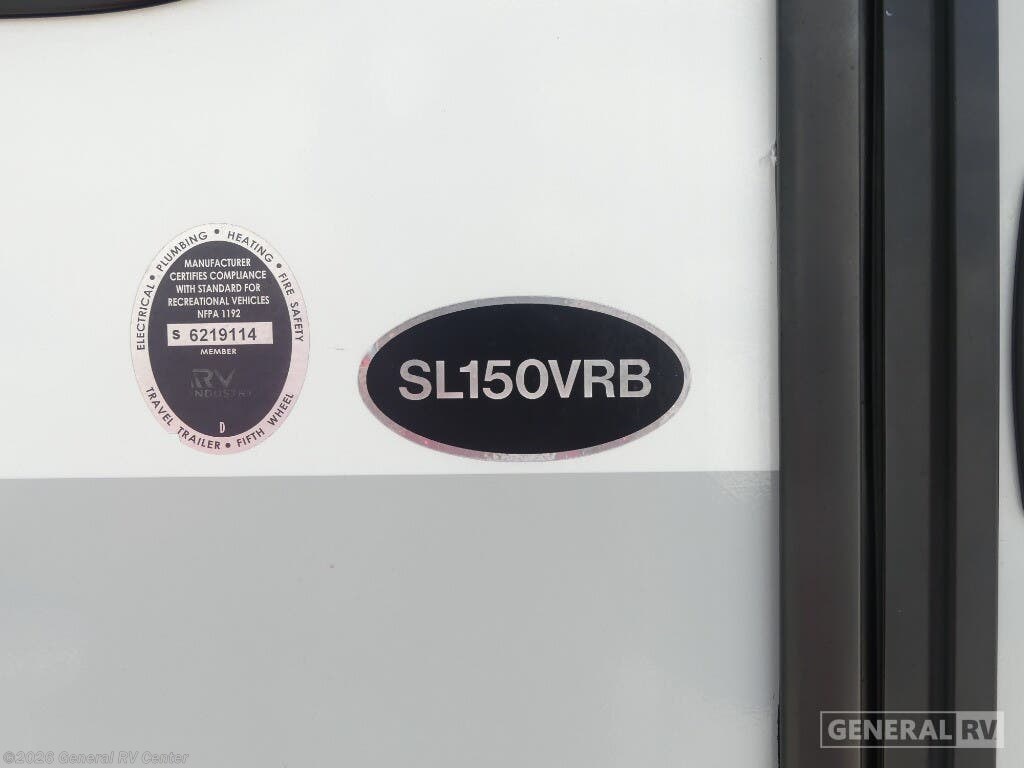 ELECTRICAL • PLUMBING • HEATING • FIRE SAFETY
MANUFACTURER
CERTIFIES COMPLIANCE
WITH STANDARD FOR
RECREATIONAL VEHICLES
NFPA 1192
S 6219114
MEMBER
RV
INDUSTRY
D
TRAVEL TRAILER • FIFTH WHEEL
SL150VRB
GENERAL RV
©2026 General RV Center